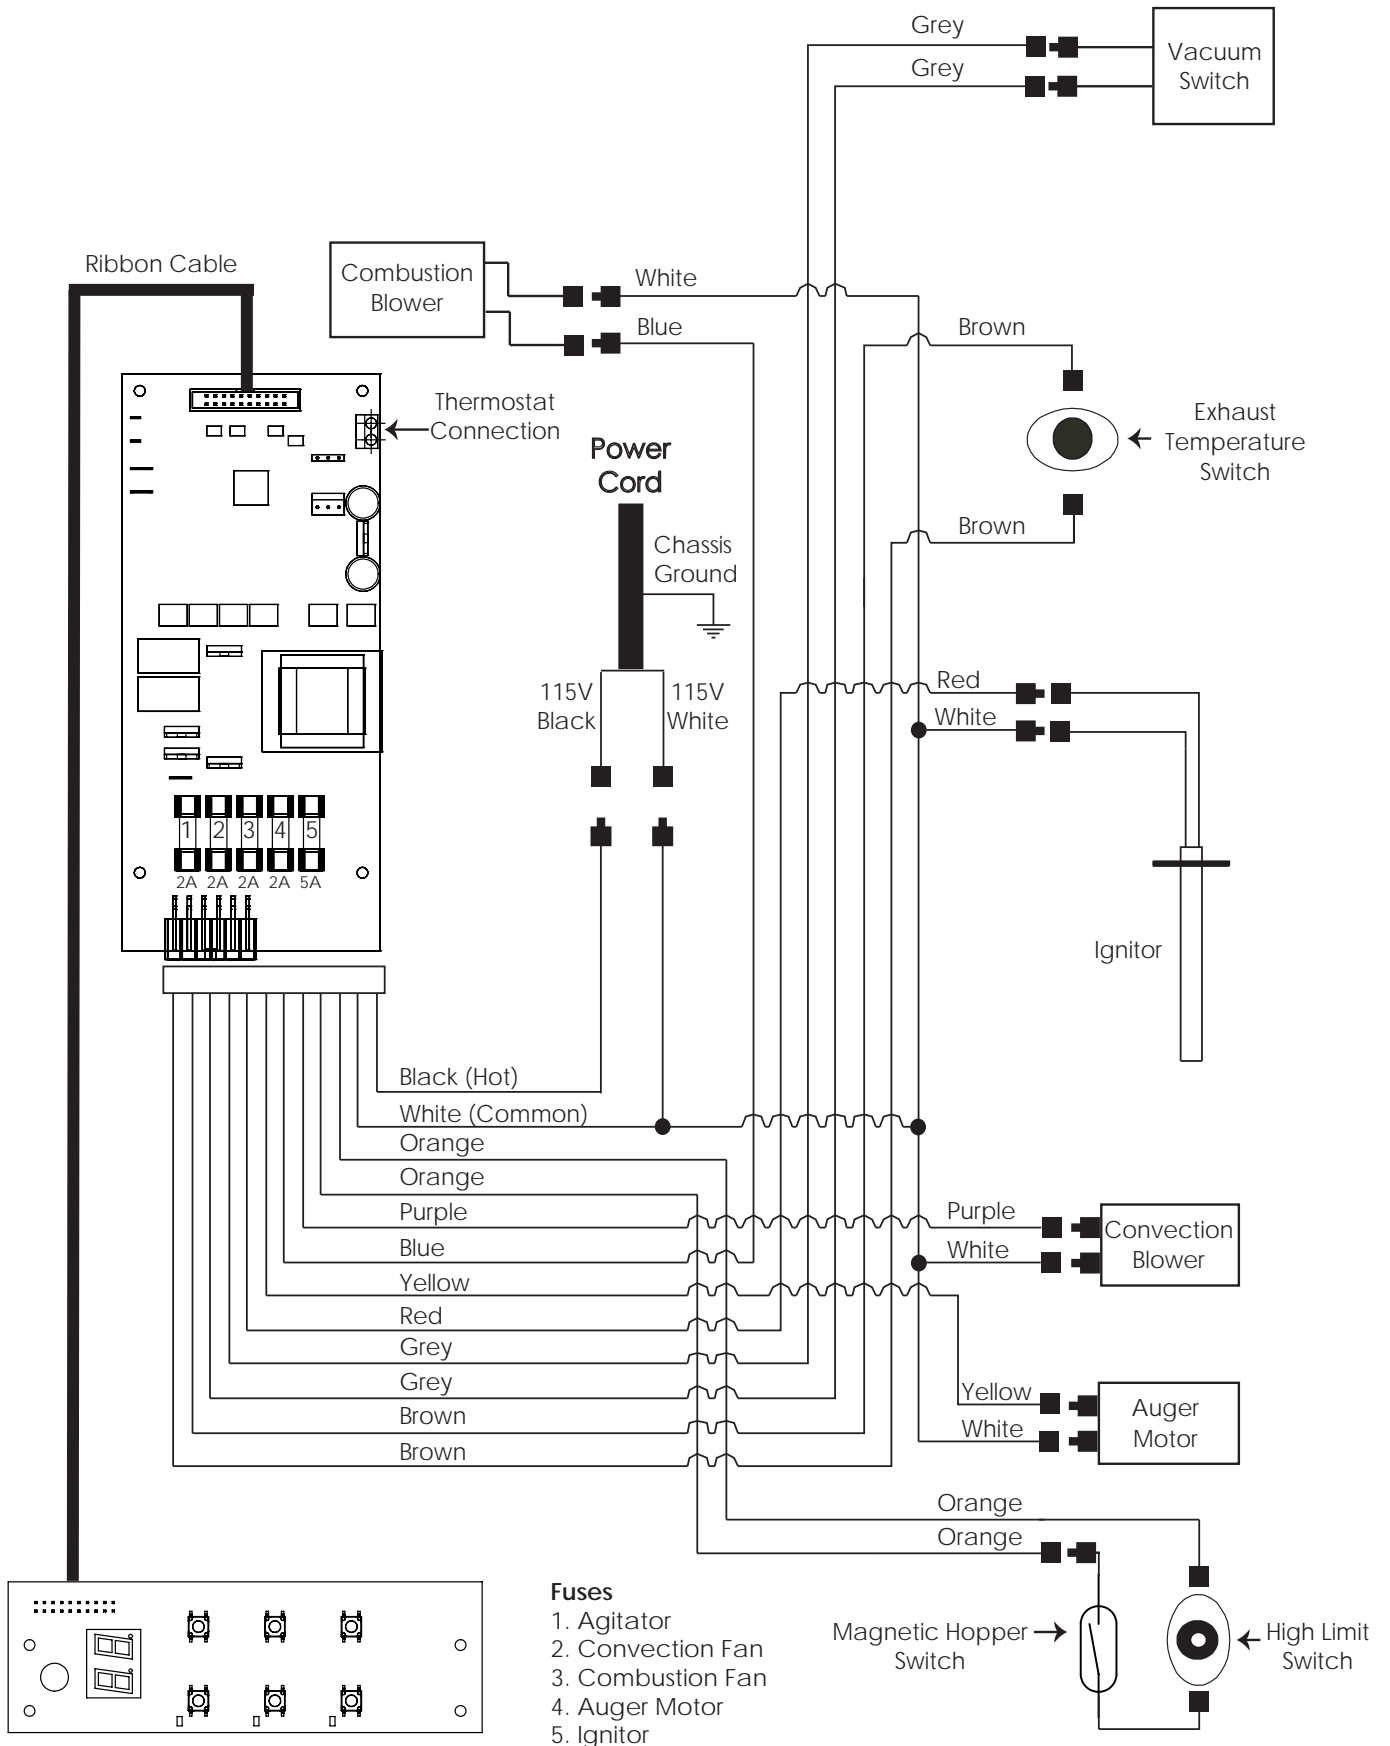 Grey
Grey
Vacuum
Switch
Ribbon Cable
Combustion
Blower
White
Blue
Brown
Thermostat
Connection
Exhaust
Temperature
Switch
Power
Cord
Chassis
Ground
Brown
115V
Black
115V
White
Red
White
1 2 3 4 5
2A 2A 2A 2A 5A
Ignitor
Black (Hot)
White (Common)
Orange
Orange
Purple
Blue
Yellow
Red
Grey
Grey
Brown
Brown
Purple
White
Convection
Blower
Yellow
White
Auger
Motor
Orange
Orange
Magnetic Hopper
Switch
High Limit
Switch
Fuses
1. Agitator
2. Convection Fan
3. Combustion Fan
4. Auger Motor
5. Ignitor